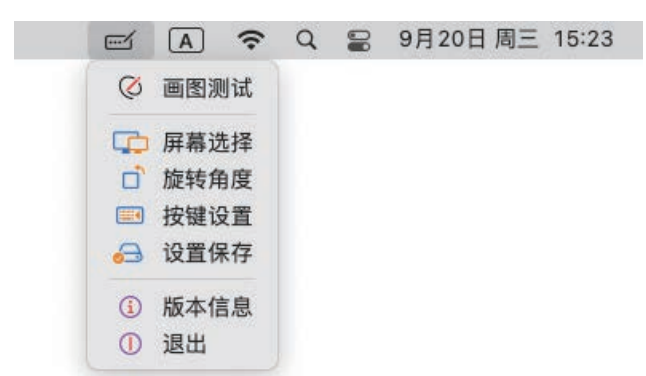 A 9月20日 周三 15:23
画图测试
屏幕选择
旋转角度
按键设置
设置保存
版本信息
退出